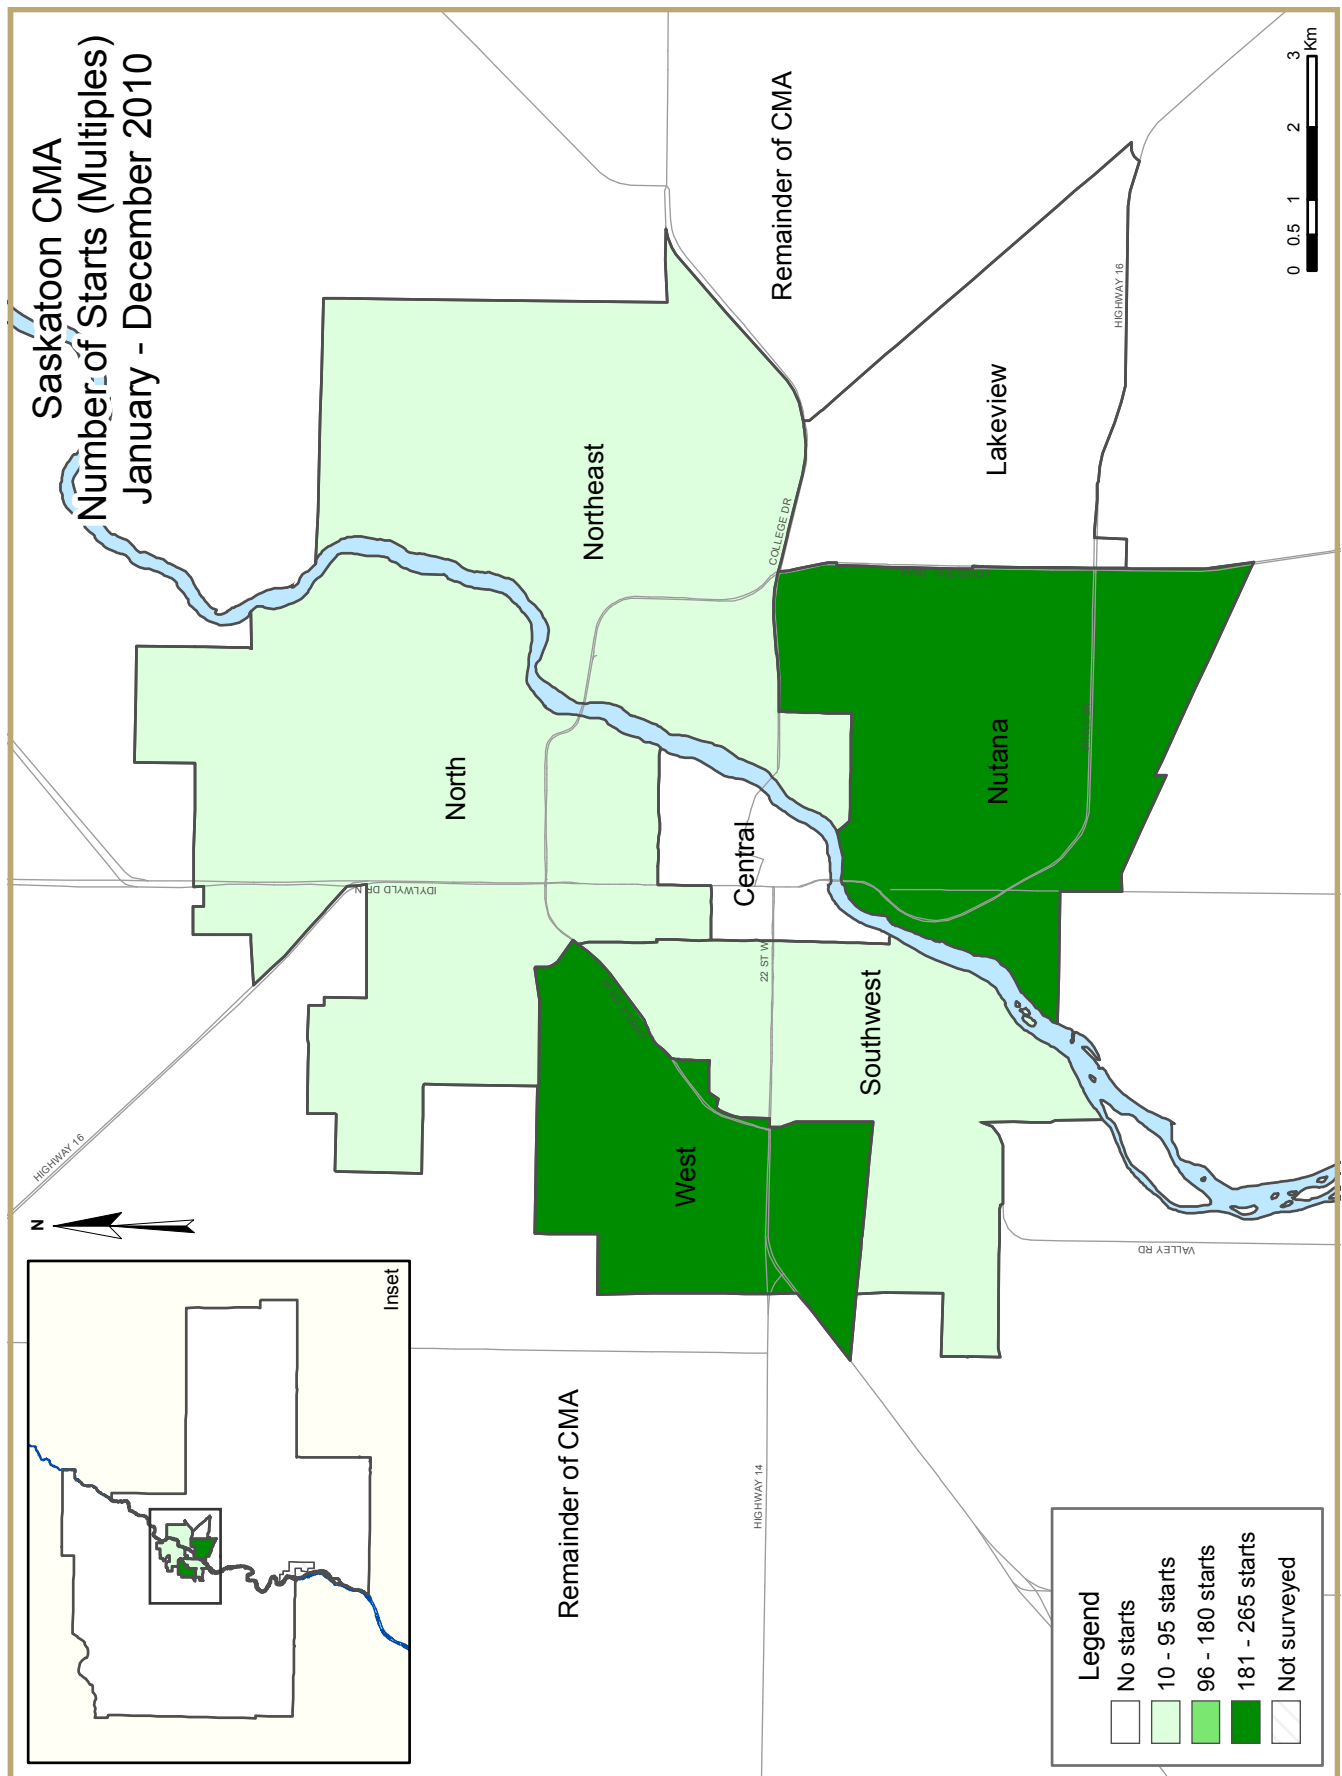 Saskatoon CMA
Number of Starts (Multiples)
January - December 2010
Inset
N
HIGHWAY 16
IDYLWYLD DR N
North
Northeast
Remainder of CMA
COLLEGE DR
Central
22 ST W
West
Southwest
Nutana
Lakeview
HIGHWAY 16
VALLEY RD
Remainder of CMA
HIGHWAY 14
Legend
No starts
10 - 95 starts
96 - 180 starts
181 - 265 starts
Not surveyed
0 0.5 1 2 3
Km